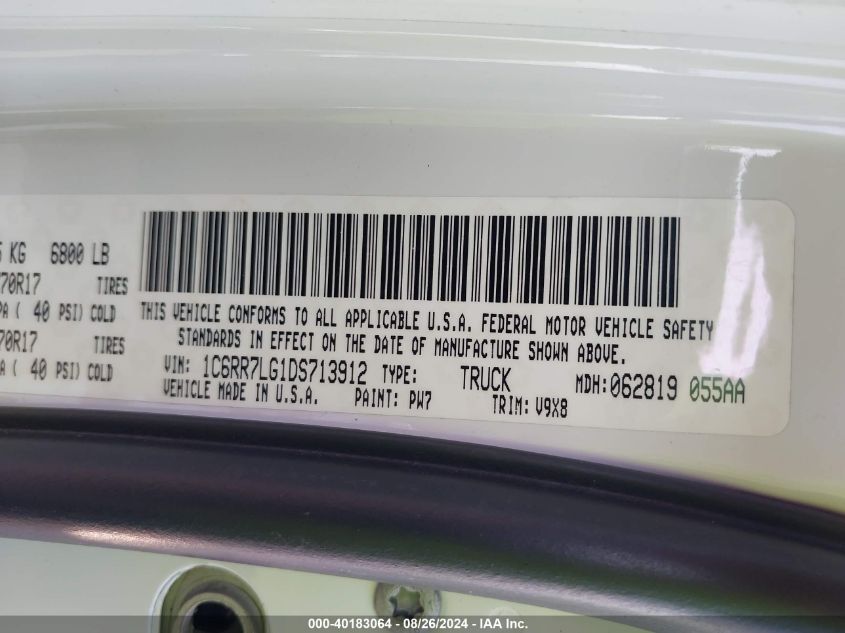 5 KG 6800 LB
70R17 TIRES
PA ( 40 PSI) COLD
70R17 TIRES
A ( 40 PSI) COLD
THIS VEHICLE CONFORMS TO ALL APPLICABLE U.S.A. FEDERAL MOTOR VEHICLE SAFETY
STANDARDS IN EFFECT ON THE DATE OF MANUFACTURE SHOWN ABOVE.
VIN: 1C6RR7LG1DS713912 TYPE: TRUCK MDH:062819 055AA
VEHICLE MADE IN U.S.A. PAINT: PW7 TRIM: V9X8
000-40183064 - 08/26/2024 - IAA Inc.